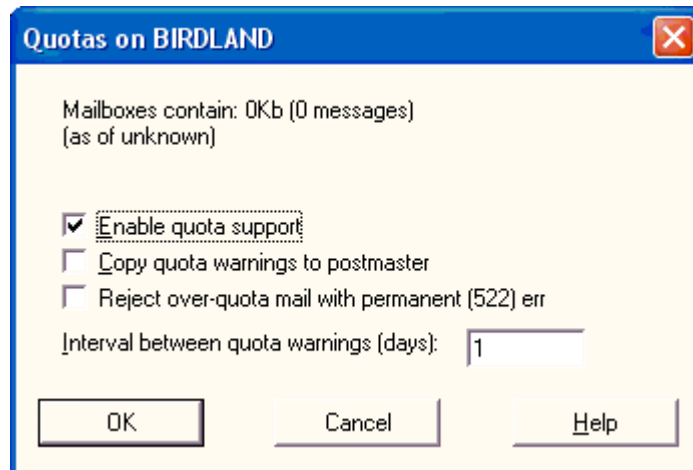 Quotas on BIRDLAND
Mailboxes contain: 0Kb (0 messages)
(as of unknown)
Enable quota support
Copy quota warnings to postmaster
Reject over-quota mail with permanent (522) err
Interval between quota warnings (days): 1
OK Cancel Help